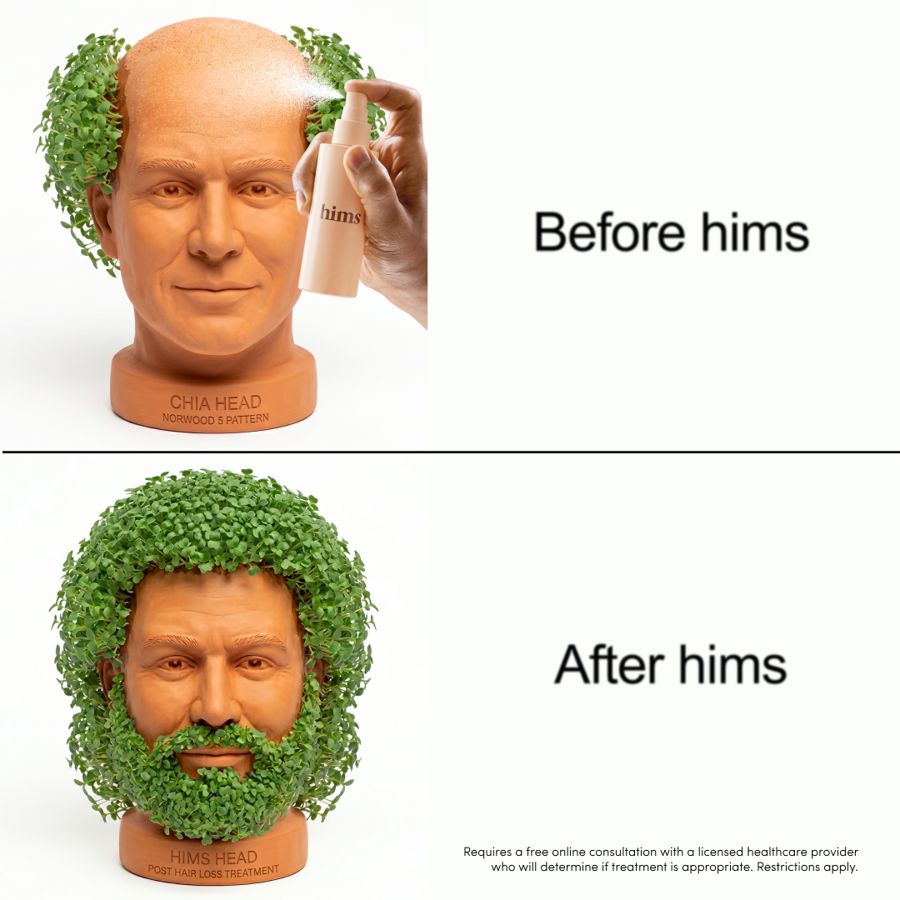 hims
CHIA HEAD
NORWOOD 5 PATTERN
Before hims
HIMS HEAD
POST HAIR LOSS TREATMENT
After hims
Requires a free online consultation with a licensed healthcare provider
who will determine if treatment is appropriate. Restrictions apply.